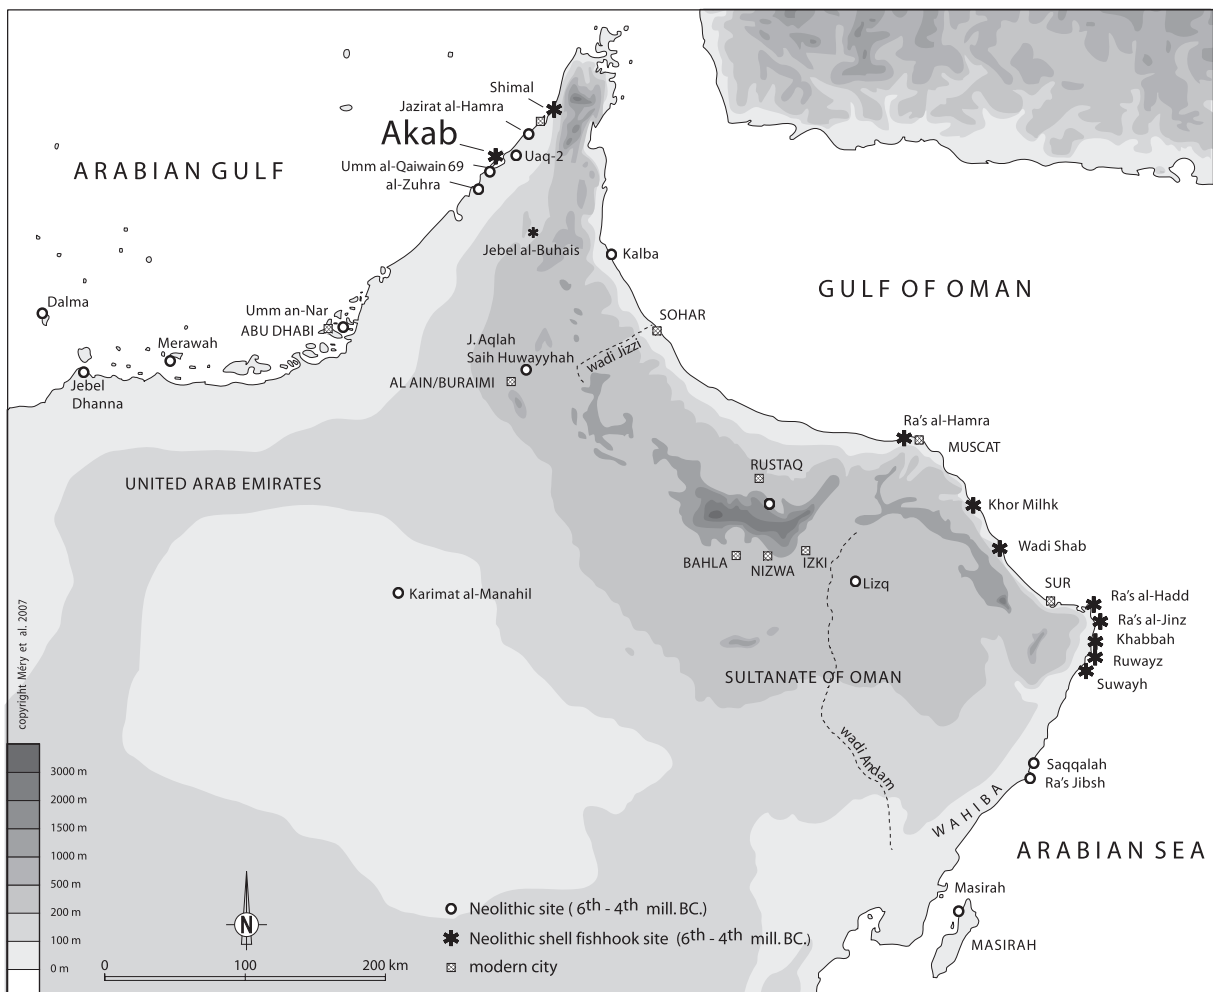 Shimal
Jazirat al-Hamra
Akab
Uaq-2
Umm al-Qaiwain 69
al-Zuhra
ARABIAN GULF
Jebel al-Buhais
Kalba
GULF OF OMAN
Dalma
Umm an-Nar
ABU DHABI
SOHAR
Merawah
J. Aqlah
Saih Huwayyhah
wadi Jizzi
AL AIN/BURAIMI
Jebel
Dhanna
Ra's al-Hamra
MUSCAT
RUSTAQ
UNITED ARAB EMIRATES
Khor Milhk
Wadi Shab
BAHLA
NIZWA
IZKI
Lizq
SUR
Karimat al-Manahil
Ra's al-Hadd
Ra's al-Jinz
Khabbah
Ruwayz
Suwayh
SULTANATE OF OMAN
copyright Méry et al. 2007
wadi Andam
Saqqalah
Ra's Jibsh
WAHIBA
ARABIAN SEA
3000 m
2000 m
1500 m
1000 m
500 m
200 m
100 m
0 m
N
0 100 200 km
Masirah
MASIRAH
Neolithic site ( 6th - 4th mill. BC.)
Neolithic shell fishhook site (6th - 4th mill. BC.)
modern city